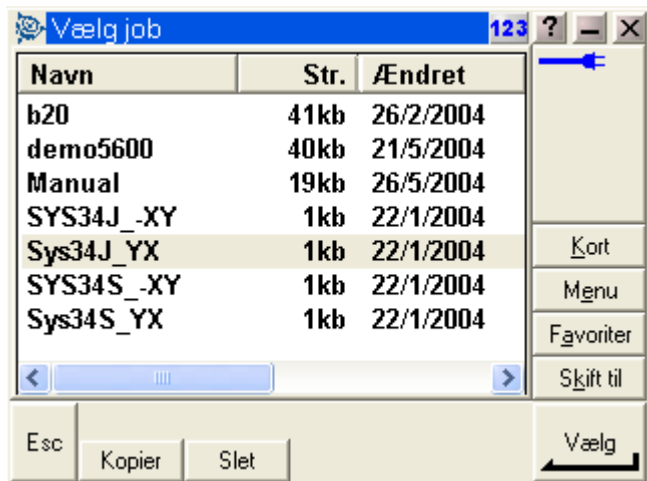 Vælg job 123 ? – X
Navn Str. Ændret
b20 41kb 26/2/2004
demo5600 40kb 21/5/2004
Manual 19kb 26/5/2004
SYS34J_-XY 1kb 22/1/2004
Sys34J_YX 1kb 22/1/2004
SYS34S_-XY 1kb 22/1/2004
Sys34S_YX 1kb 22/1/2004
Kort
Menu
Favoriter
Skift til
Esc Kopier Slet Vælg